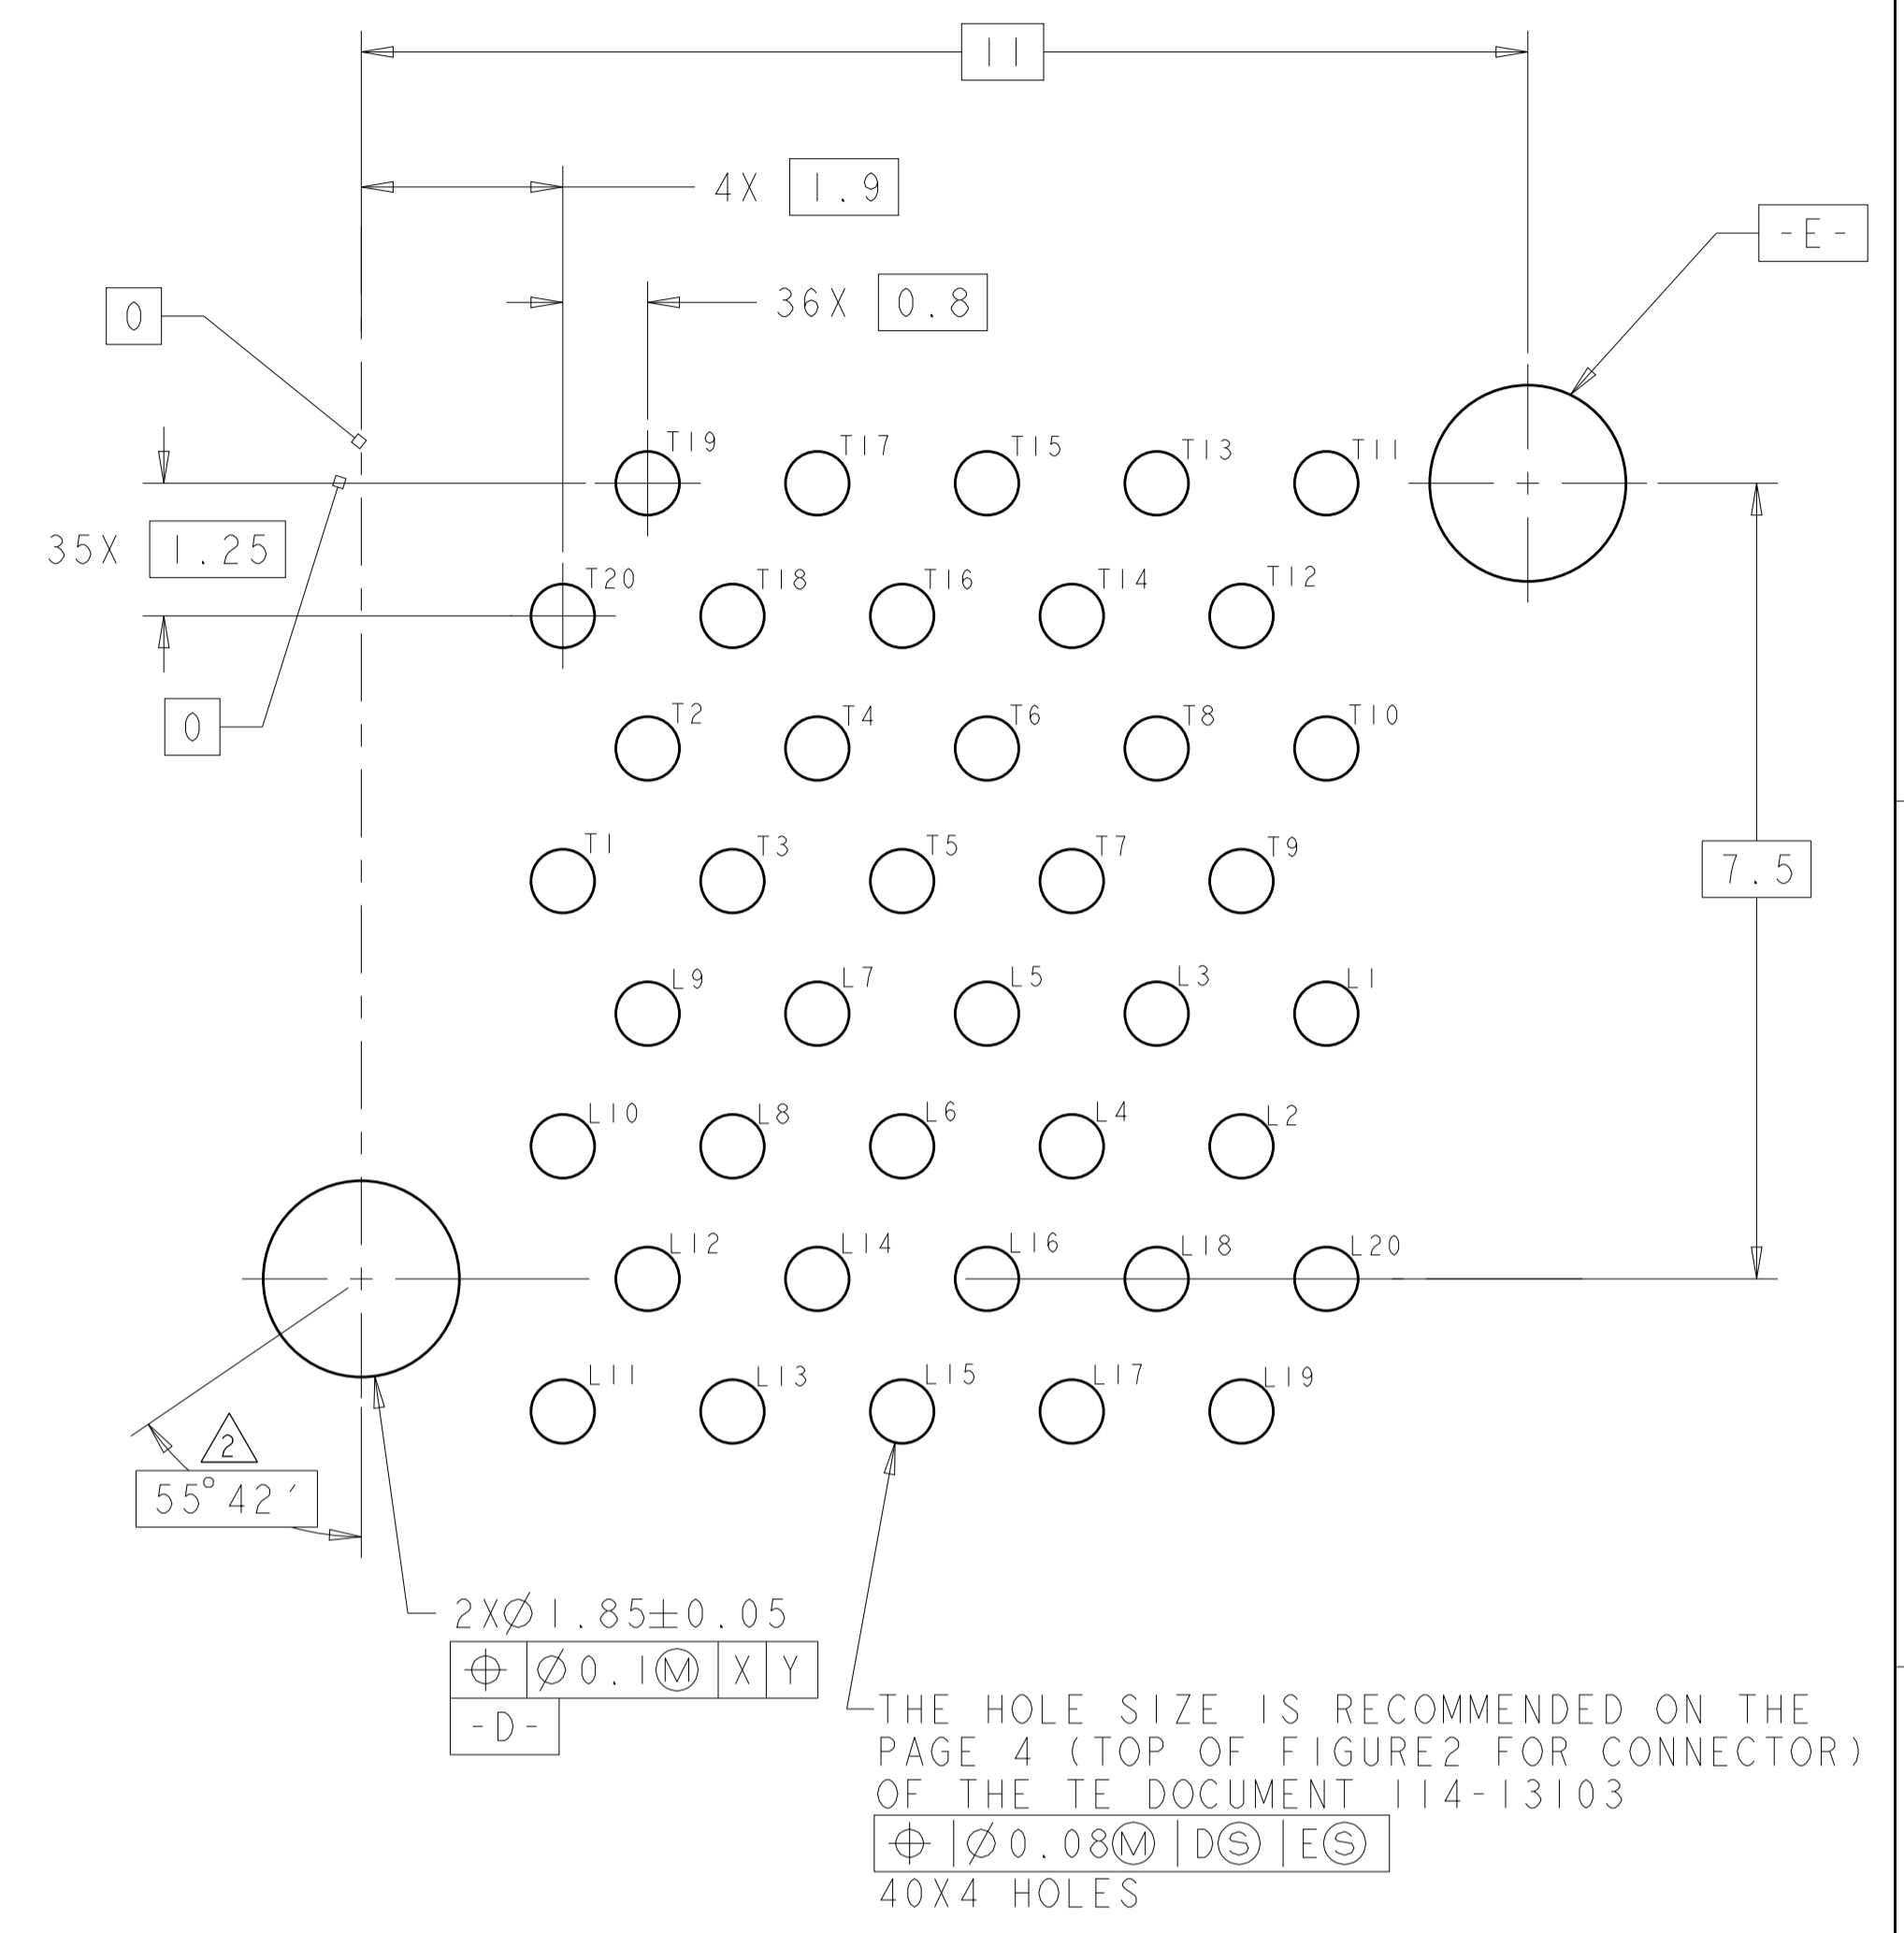 11
4X 1.9
-E-
36X 0.8
0
T19 T17 T15 T13 T11
35X 1.25
T20 T18 T16 T14 T12
0
T2 T4 T6 T8 T10
T1 T3 T5 T7 T9
7.5
L9 L7 L5 L3 L1
L10 L8 L6 L4 L2
L12 L14 L16 L18 L20
L11 L13 L15 L17 L19
2
55°42′
2X⌀1.85±0.05
⌖ ⌀0.1Ⓜ X Y
-D-
THE HOLE SIZE IS RECOMMENDED ON THE
PAGE 4 (TOP OF FIGURE2 FOR CONNECTOR)
OF THE TE DOCUMENT 114-13103
⌖ |⌀0.08Ⓜ |DⓈ |EⓈ
40X4 HOLES